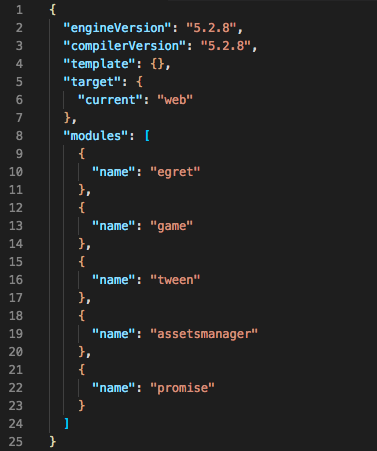 1 {
2   "engineVersion": "5.2.8",
3   "compilerVersion": "5.2.8",
4   "template": {},
5   "target": {
6     "current": "web"
7   },
8   "modules": [
9     {
10       "name": "egret"
11     },
12     {
13       "name": "game"
14     },
15     {
16       "name": "tween"
17     },
18     {
19       "name": "assetsmanager"
20     },
21     {
22       "name": "promise"
23     }
24   ]
25 }